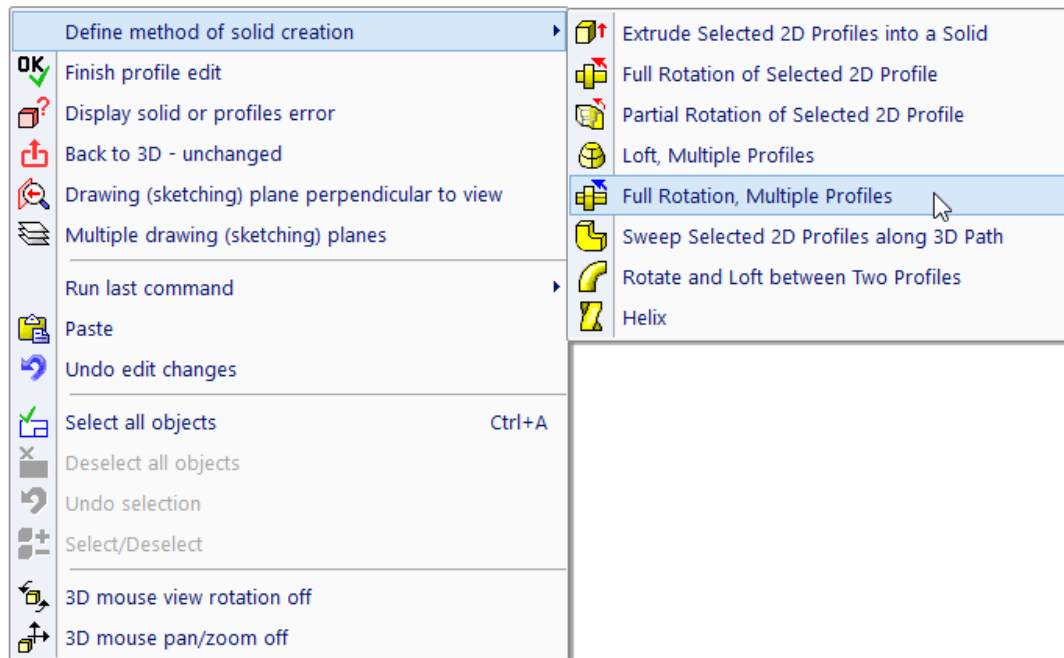 Define method of solid creation
OK
Finish profile edit
Display solid or profiles error
Back to 3D - unchanged
Drawing (sketching) plane perpendicular to view
Multiple drawing (sketching) planes
Run last command
Paste
Undo edit changes
Select all objects Ctrl+A
Deselect all objects
Undo selection
Select/Deselect
3D mouse view rotation off
3D mouse pan/zoom off
Extrude Selected 2D Profiles into a Solid
Full Rotation of Selected 2D Profile
Partial Rotation of Selected 2D Profile
Loft, Multiple Profiles
Full Rotation, Multiple Profiles
Sweep Selected 2D Profiles along 3D Path
Rotate and Loft between Two Profiles
Helix